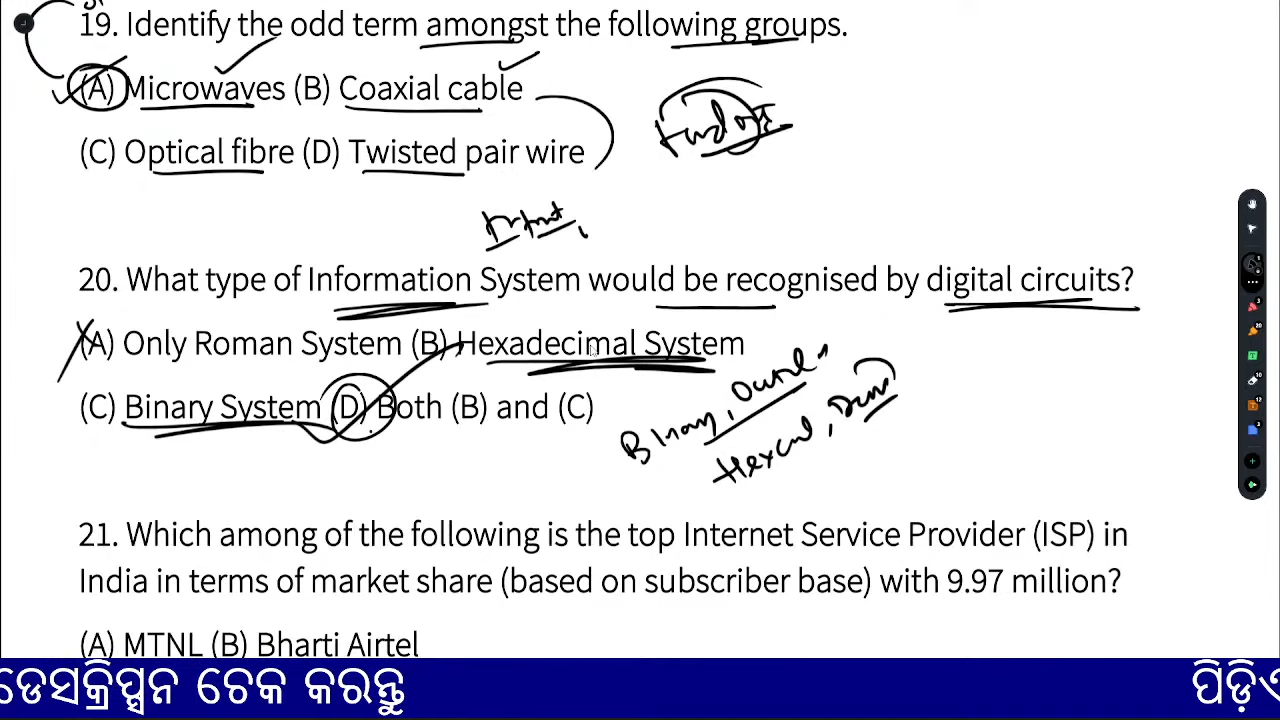 19. Identify the odd term amongst the following groups.
(A) Microwaves (B) Coaxial cable
(C) Optical fibre (D) Twisted pair wire
20. What type of Information System would be recognised by digital circuits?
(A) Only Roman System (B) Hexadecimal System
(C) Binary System (D) Both (B) and (C)
Binary,
21. Which among of the following is the top Internet Service Provider (ISP) in
India in terms of market share (based on subscriber base) with 9.97 million?
(A) MTNL (B) Bharti Airtel
ଡେସକ୍ରିପ୍ସନ ଚେକ କରନ୍ତୁ